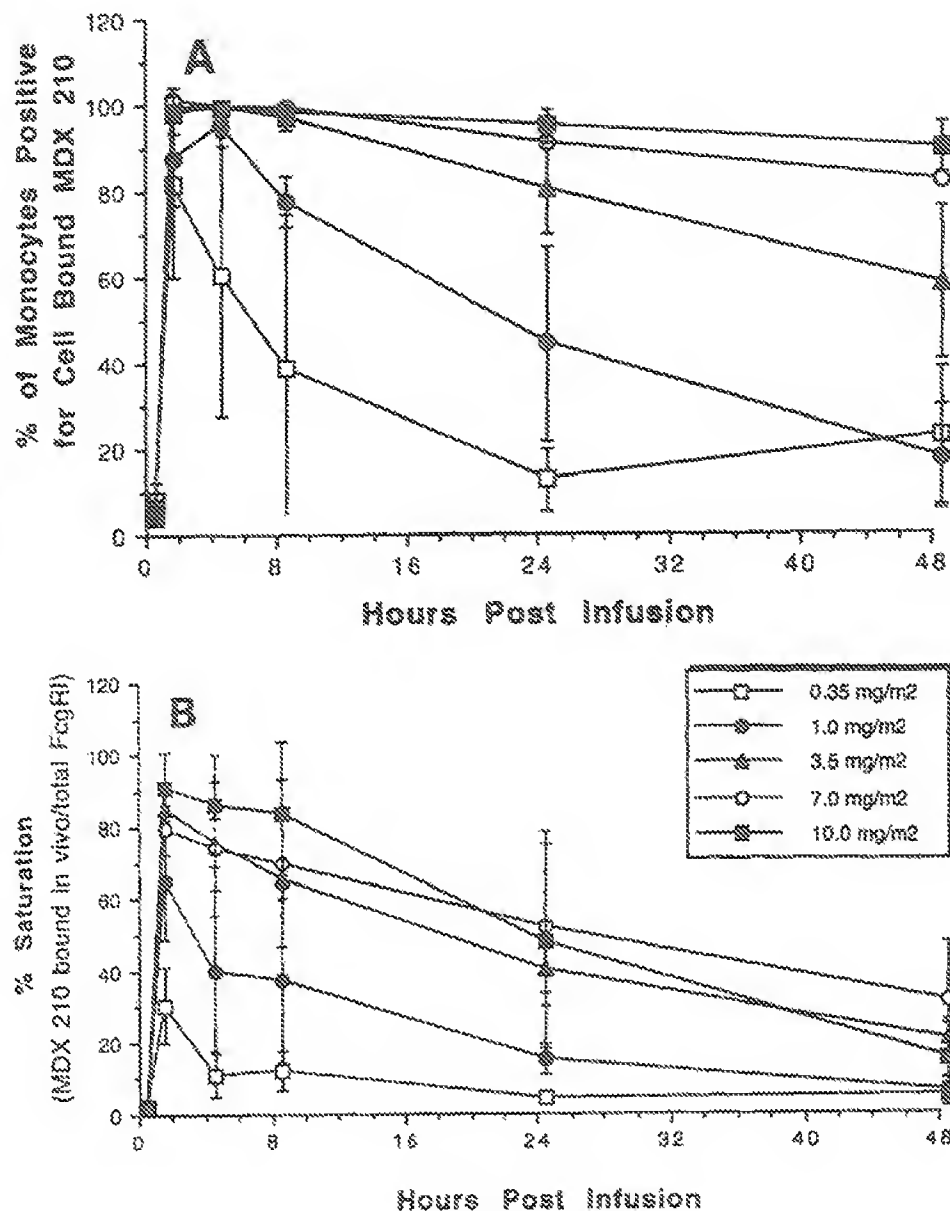 120
100
80
60
40
20
0
A
% of Monocytes Positive
for Cell Bound MDX 210
0 8 16 24 32 40 48
Hours Post Infusion
120
100
80
60
40
20
0
B
% Saturation
(MDX 210 bound in vivo/total FcgRI)
0.35 mg/m2
1.0 mg/m2
3.5 mg/m2
7.0 mg/m2
10.0 mg/m2
0 8 16 24 32 40 48
Hours Post Infusion